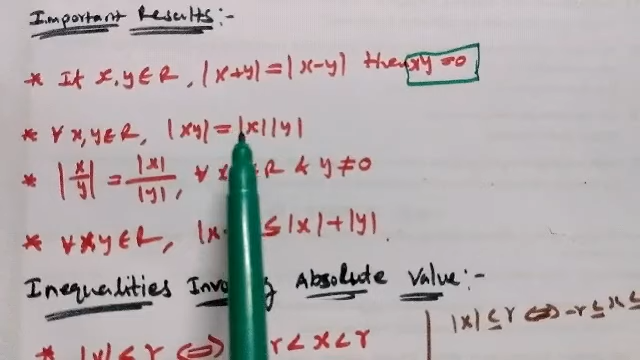 Important Results:-
* If x, y ∈ R, |x+y| = |x-y| then xy = 0
* ∀ x, y ∈ R, |xy| = |x||y|
* |x/y| = |x|/|y|, ∀ x R & y ≠ 0
* ∀ x, y ∈ R, |x ≤ |x| + |y|
Inequalities Absolute Value:-
* |x| < r ⇔ r < x < r
|x| ≤ r ⇔ -r ≤ x ≤